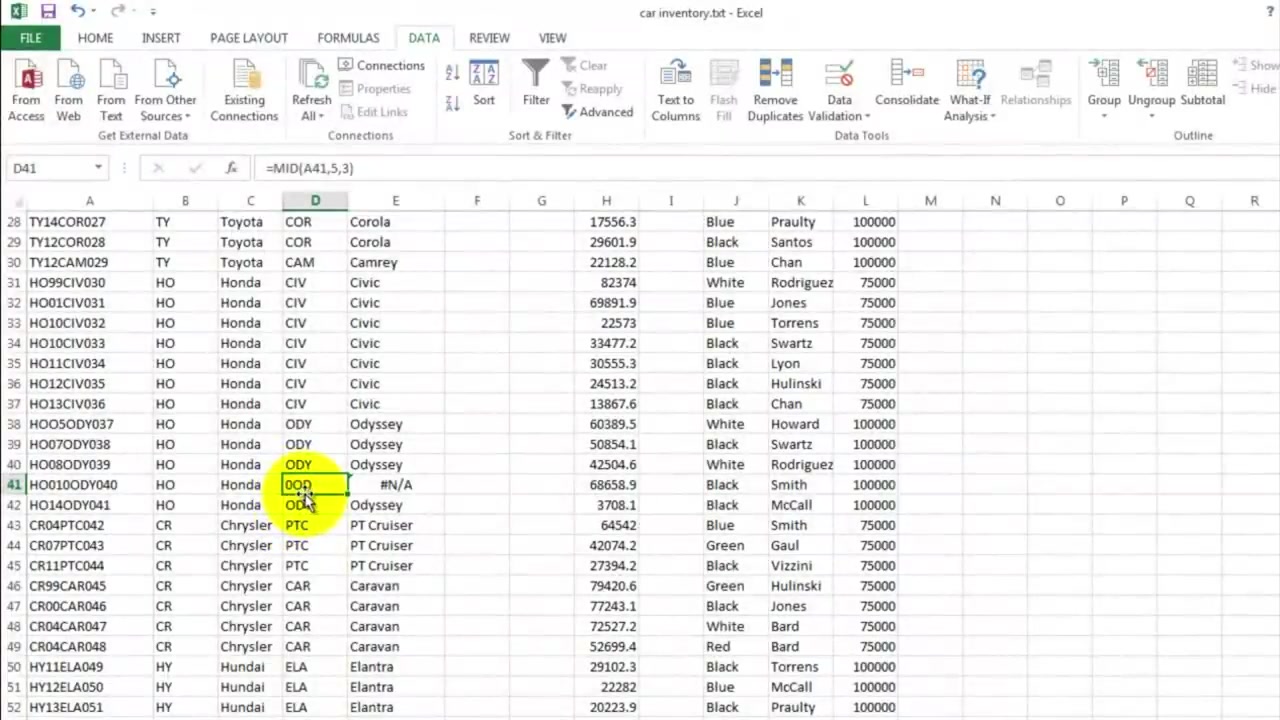 car inventory.txt - Excel
?
FILE HOME INSERT PAGE LAYOUT FORMULAS DATA REVIEW VIEW
From Access
From Web
From Text
From Other Sources
Existing Connections
Get External Data
Refresh All
Connections
Properties
Edit Links
Connections
Sort
Filter
Clear
Reapply
Advanced
Sort & Filter
Text to Columns
Flash Fill
Remove Duplicates
Data Validation
Consolidate
What-If Analysis
Relationships
Data Tools
Group
Ungroup
Subtotal
Show
Hide
Outline
D41 fx =MID(A41,5,3)
A B C D E F G H I J K L M N O P Q R
28 TY14COR027 TY Toyota COR Corola 17556.3 Blue Praulty 100000
29 TY12COR028 TY Toyota COR Corola 29601.9 Black Santos 100000
30 TY12CAM029 TY Toyota CAM Camrey 22128.2 Blue Chan 100000
31 HO99CIV030 HO Honda CIV Civic 82374 White Rodriguez 75000
32 HO01CIV031 HO Honda CIV Civic 69891.9 Blue Jones 75000
33 HO10CIV032 HO Honda CIV Civic 22573 Blue Torrens 75000
34 HO10CIV033 HO Honda CIV Civic 33477.2 Black Swartz 75000
35 HO11CIV034 HO Honda CIV Civic 30555.3 Black Lyon 75000
36 HO12CIV035 HO Honda CIV Civic 24513.2 Black Hulinski 75000
37 HO13CIV036 HO Honda CIV Civic 13867.6 Black Chan 75000
38 HOO5ODY037 HO Honda ODY Odyssey 60389.5 White Howard 100000
39 HO07ODY038 HO Honda ODY Odyssey 50854.1 Black Swartz 100000
40 HO08ODY039 HO Honda ODY Odyssey 42504.6 White Rodriguez 100000
41 HO010ODY040 HO Honda 0OD #N/A 68658.9 Black Smith 100000
42 HO14ODY041 HO Honda ODY Odyssey 3708.1 Black McCall 100000
43 CR04PTC042 CR Chrysler PTC PT Cruiser 64542 Blue Smith 75000
44 CR07PTC043 CR Chrysler PTC PT Cruiser 42074.2 Green Gaul 75000
45 CR11PTC044 CR Chrysler PTC PT Cruiser 27394.2 Black Vizzini 75000
46 CR99CAR045 CR Chrysler CAR Caravan 79420.6 Green Hulinski 75000
47 CR00CAR046 CR Chrysler CAR Caravan 77243.1 Black Jones 75000
48 CR04CAR047 CR Chrysler CAR Caravan 72527.2 White Bard 75000
49 CR04CAR048 CR Chrysler CAR Caravan 52699.4 Red Bard 75000
50 HY11ELA049 HY Hundai ELA Elantra 29102.3 Black Torrens 100000
51 HY12ELA050 HY Hundai ELA Elantra 22282 Blue McCall 100000
52 HY13ELA051 HY Hundai ELA Elantra 20223.9 Black Praulty 100000